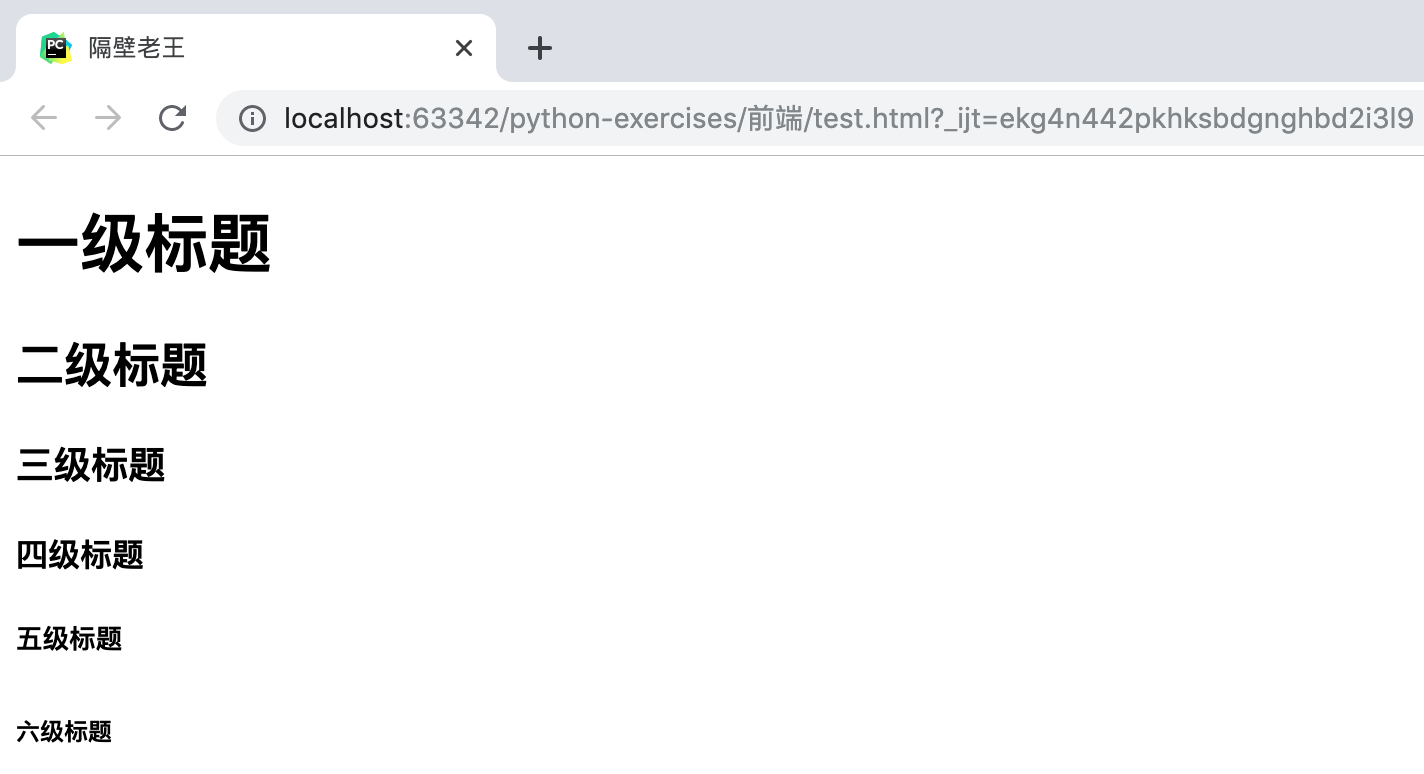 隔壁老王
localhost:63342/python-exercises/前端/test.html?_ijt=ekg4n442pkhksbdgnghbd2i3l9
一级标题
二级标题
三级标题
四级标题
五级标题
六级标题